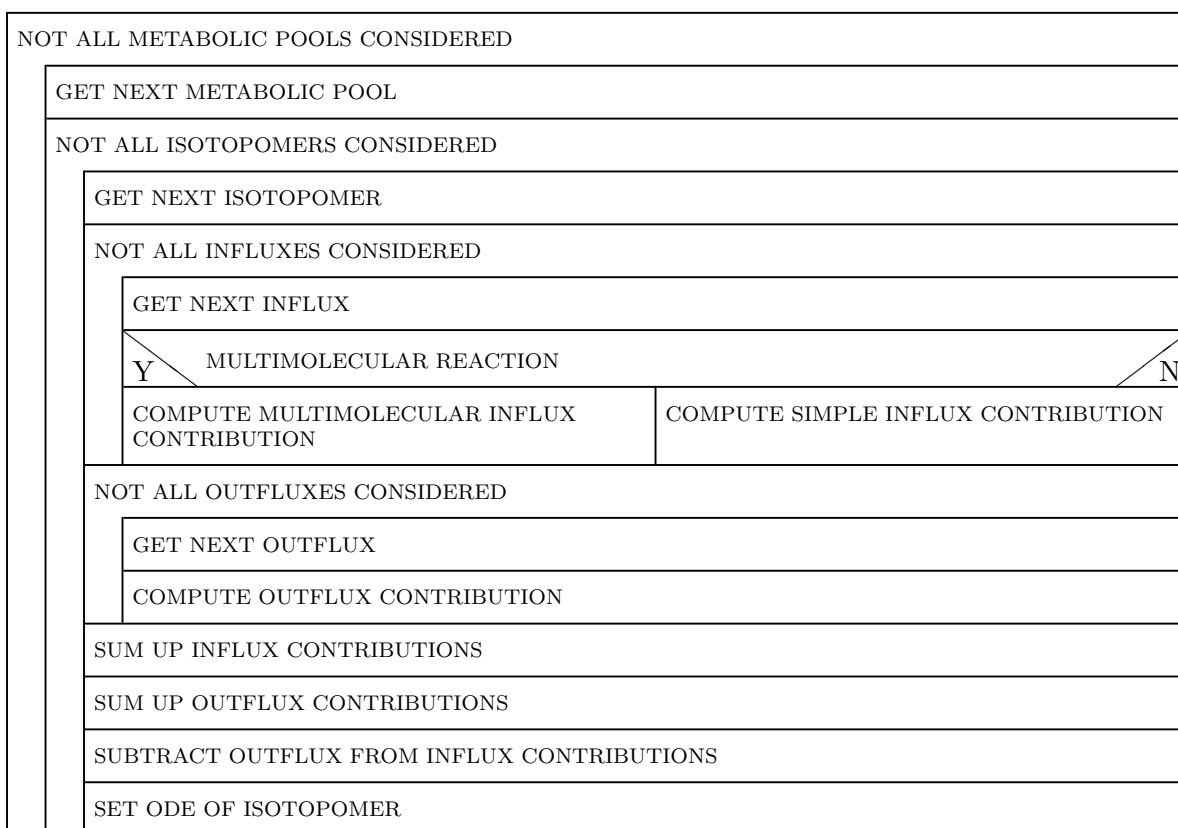 NOT ALL METABOLIC POOLS CONSIDERED
GET NEXT METABOLIC POOL
NOT ALL ISOTOPOMERS CONSIDERED
GET NEXT ISOTOPOMER
NOT ALL INFLUXES CONSIDERED
GET NEXT INFLUX
Y MULTIMOLECULAR REACTION N
COMPUTE MULTIMOLECULAR INFLUX
CONTRIBUTION
COMPUTE SIMPLE INFLUX CONTRIBUTION
NOT ALL OUTFLUXES CONSIDERED
GET NEXT OUTFLUX
COMPUTE OUTFLUX CONTRIBUTION
SUM UP INFLUX CONTRIBUTIONS
SUM UP OUTFLUX CONTRIBUTIONS
SUBTRACT OUTFLUX FROM INFLUX CONTRIBUTIONS
SET ODE OF ISOTOPOMER